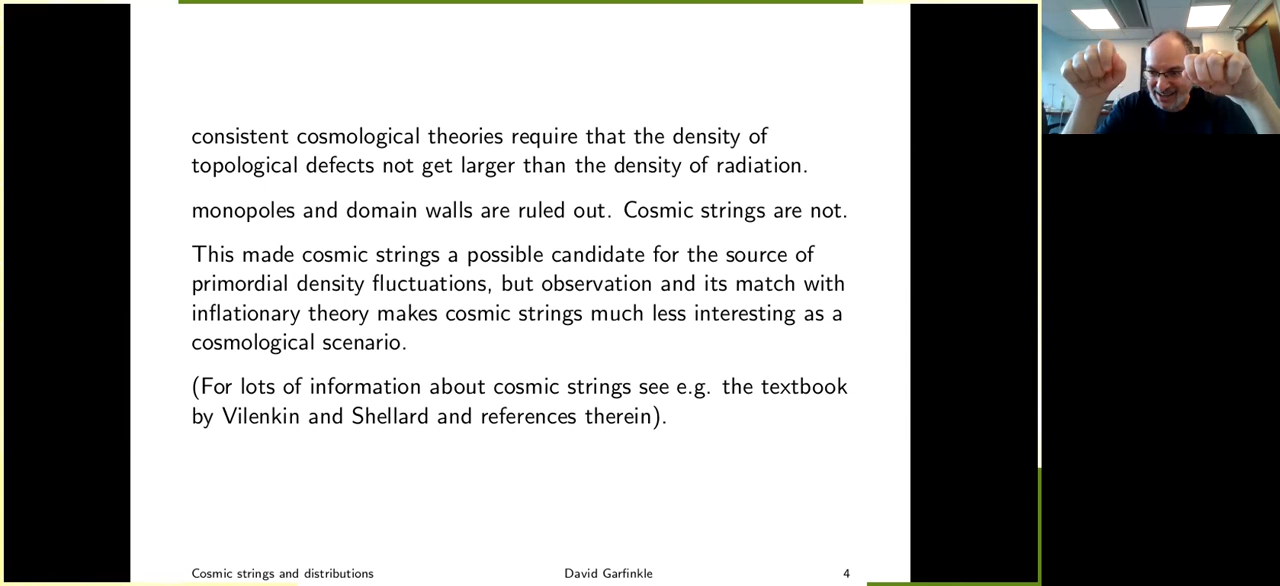 consistent cosmological theories require that the density of
topological defects not get larger than the density of radiation.
monopoles and domain walls are ruled out. Cosmic strings are not.
This made cosmic strings a possible candidate for the source of
primordial density fluctuations, but observation and its match with
inflationary theory makes cosmic strings much less interesting as a
cosmological scenario.
(For lots of information about cosmic strings see e.g. the textbook
by Vilenkin and Shellard and references therein).
Cosmic strings and distributions David Garfinkle 4